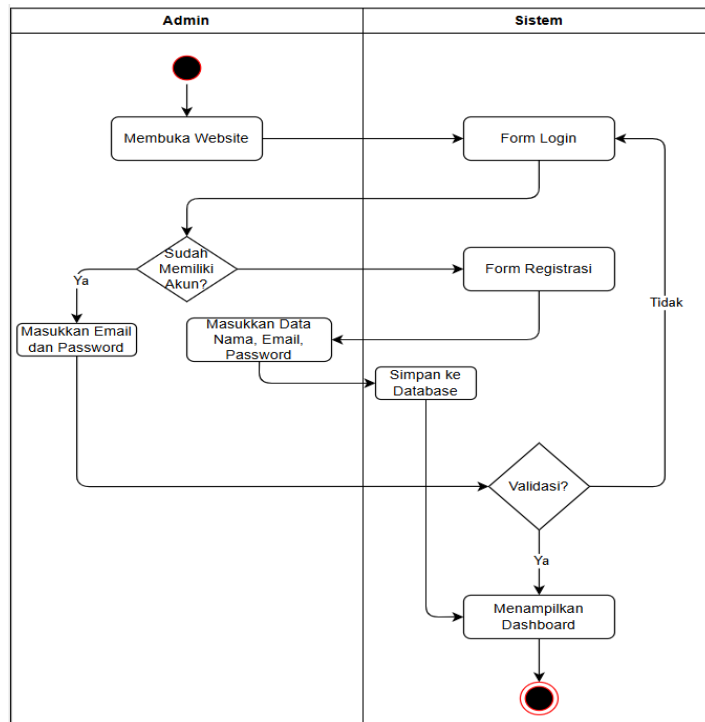 Admin
Sistem
Membuka Website
Form Login
Sudah
Memiliki
Akun?
Form Registrasi
Ya
Tidak
Masukkan Email
dan Password
Masukkan Data
Nama, Email,
Password
Simpan ke
Database
Validasi?
Ya
Menampilkan
Dashboard